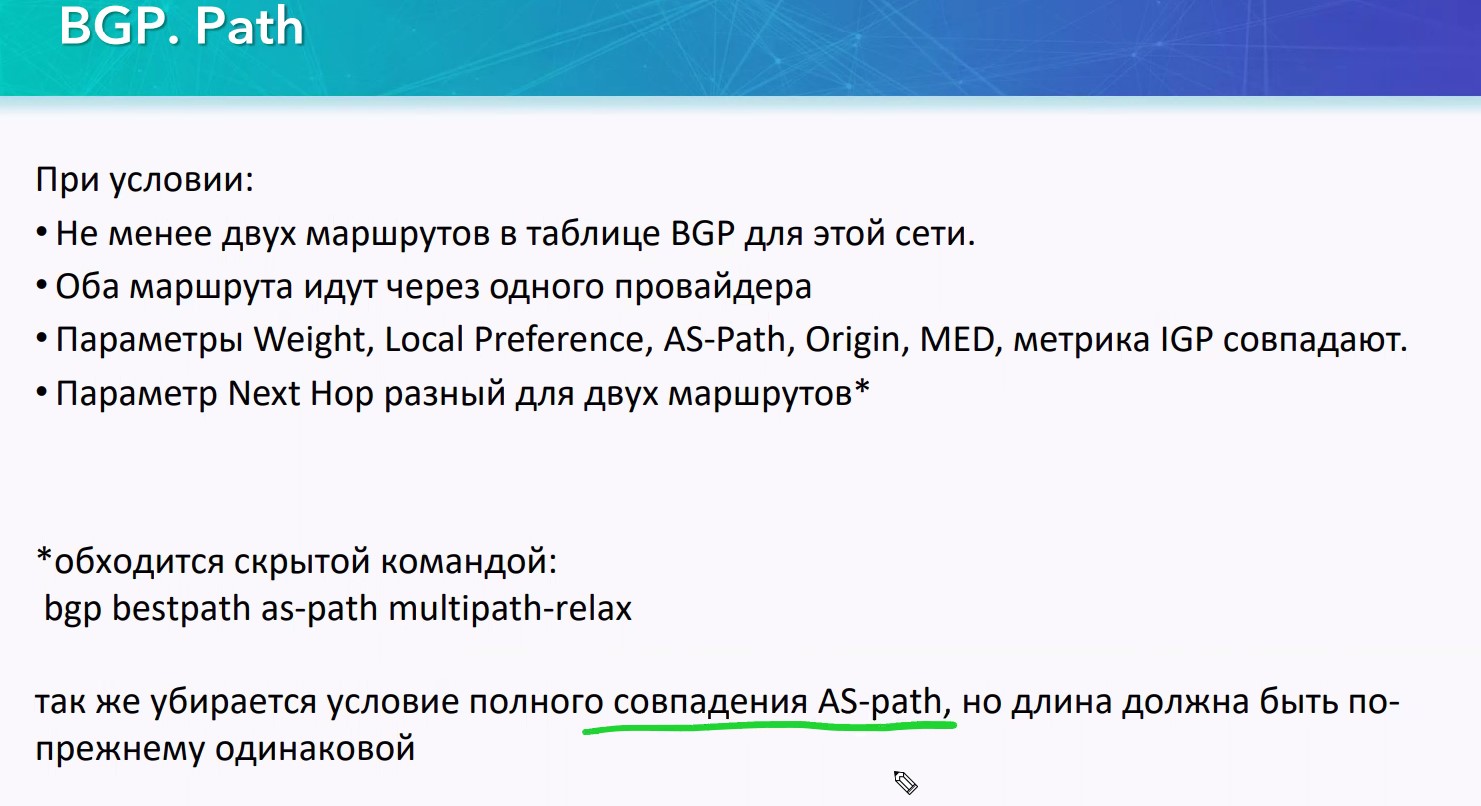 BGP. Path
При условии:
• Не менее двух маршрутов в таблице BGP для этой сети.
• Оба маршрута идут через одного провайдера
• Параметры Weight, Local Preference, AS-Path, Origin, MED, метрика IGP совпадают.
• Параметр Next Hop разный для двух маршрутов*
*обходится скрытой командой:
bgp bestpath as-path multipath-relax
так же убирается условие полного совпадения AS-path, но длина должна быть по-
прежнему одинаковой